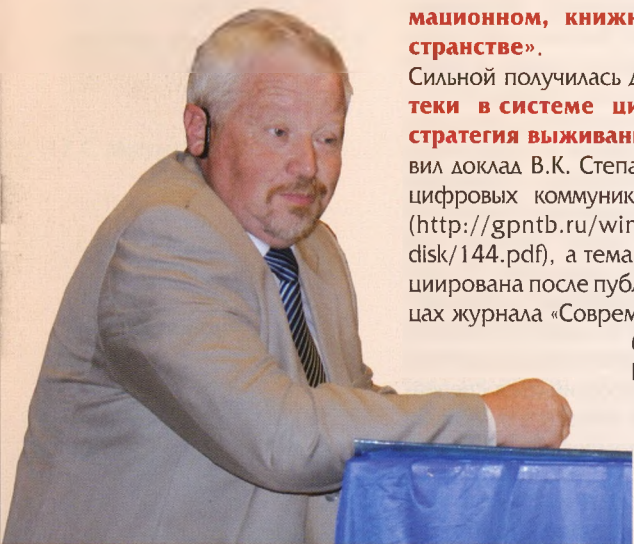 мационном, книжн
странстве».
Сильной получилась д
теки в системе ци
стратегия выживани
вил доклад В.К. Степа
цифровых коммуник
(http://gpntb.ru/win
disk/144.pdf), а тема
циирована после публ
цах журнала «Соврем